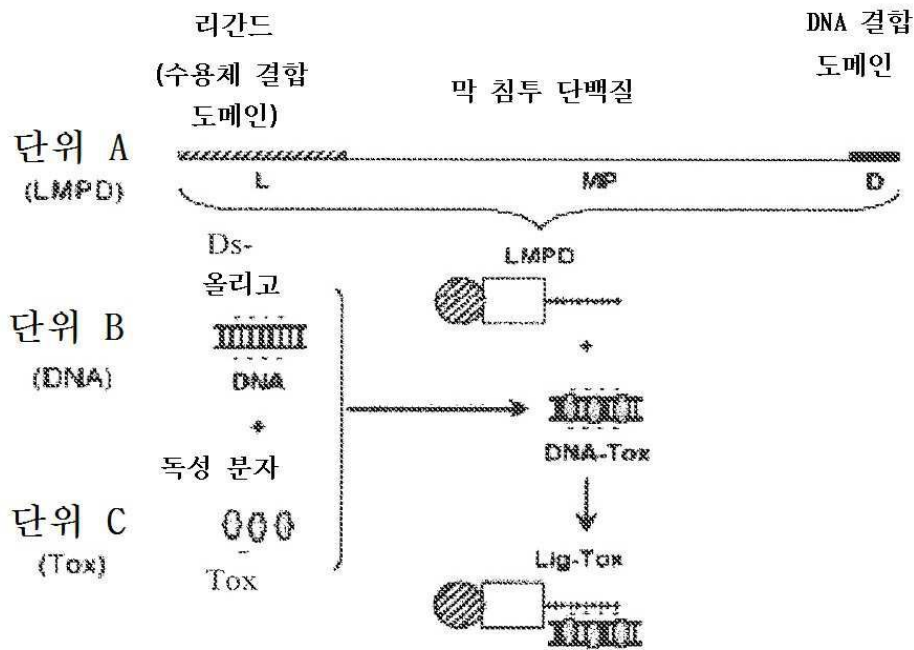 리간드
(수용체 결합
도메인)
막 침투 단백질
DNA 결합
도메인
단위 A
(LMPD)
L
MP
D
Ds-
올리고
LMPD
단위 B
(DNA)
DNA
+
+
DNA-Tox
독성 분자
단위 C
(Tox)
Tox
Lig-Tox